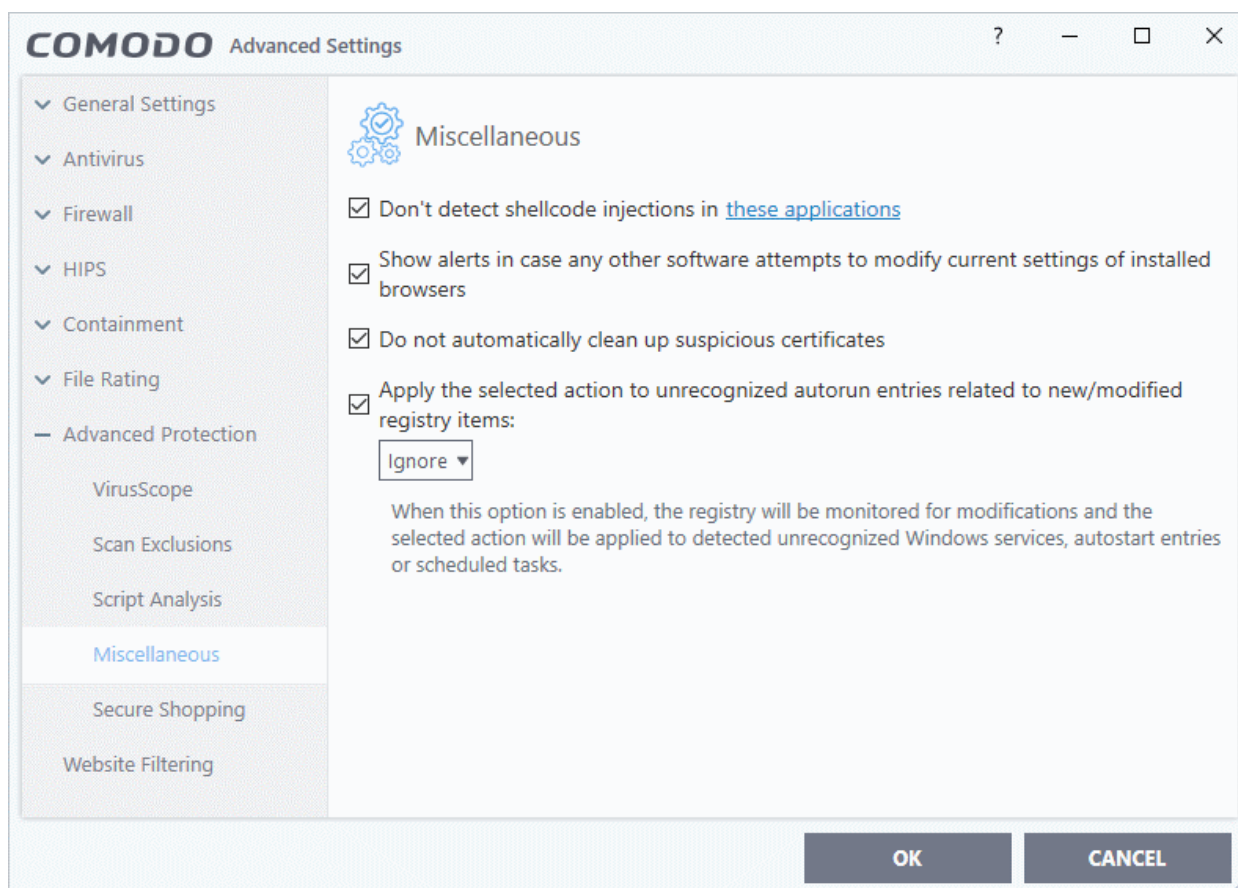 COMODO Advanced Settings
?
General Settings
Antivirus
Firewall
HIPS
Containment
File Rating
Advanced Protection
VirusScope
Scan Exclusions
Script Analysis
Miscellaneous
Secure Shopping
Website Filtering
Miscellaneous
Don't detect shellcode injections in these applications
Show alerts in case any other software attempts to modify current settings of installed
browsers
Do not automatically clean up suspicious certificates
Apply the selected action to unrecognized autorun entries related to new/modified
registry items:
Ignore
When this option is enabled, the registry will be monitored for modifications and the
selected action will be applied to detected unrecognized Windows services, autostart entries
or scheduled tasks.
OK
CANCEL